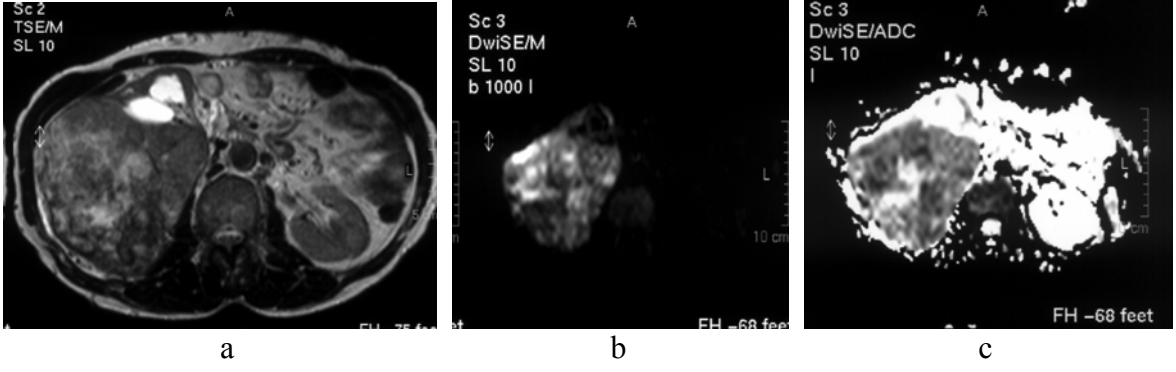 Sc 2
TSE/M
SL 10
A
L
FH -75 feet
a
Sc 3
DwiSE/M
SL 10
b 1000 I
A
L
10 cm
FH -68 feet
b
Sc 3
DwiSE/ADC
SL 10
I
A
L
cm
FH -68 feet
c